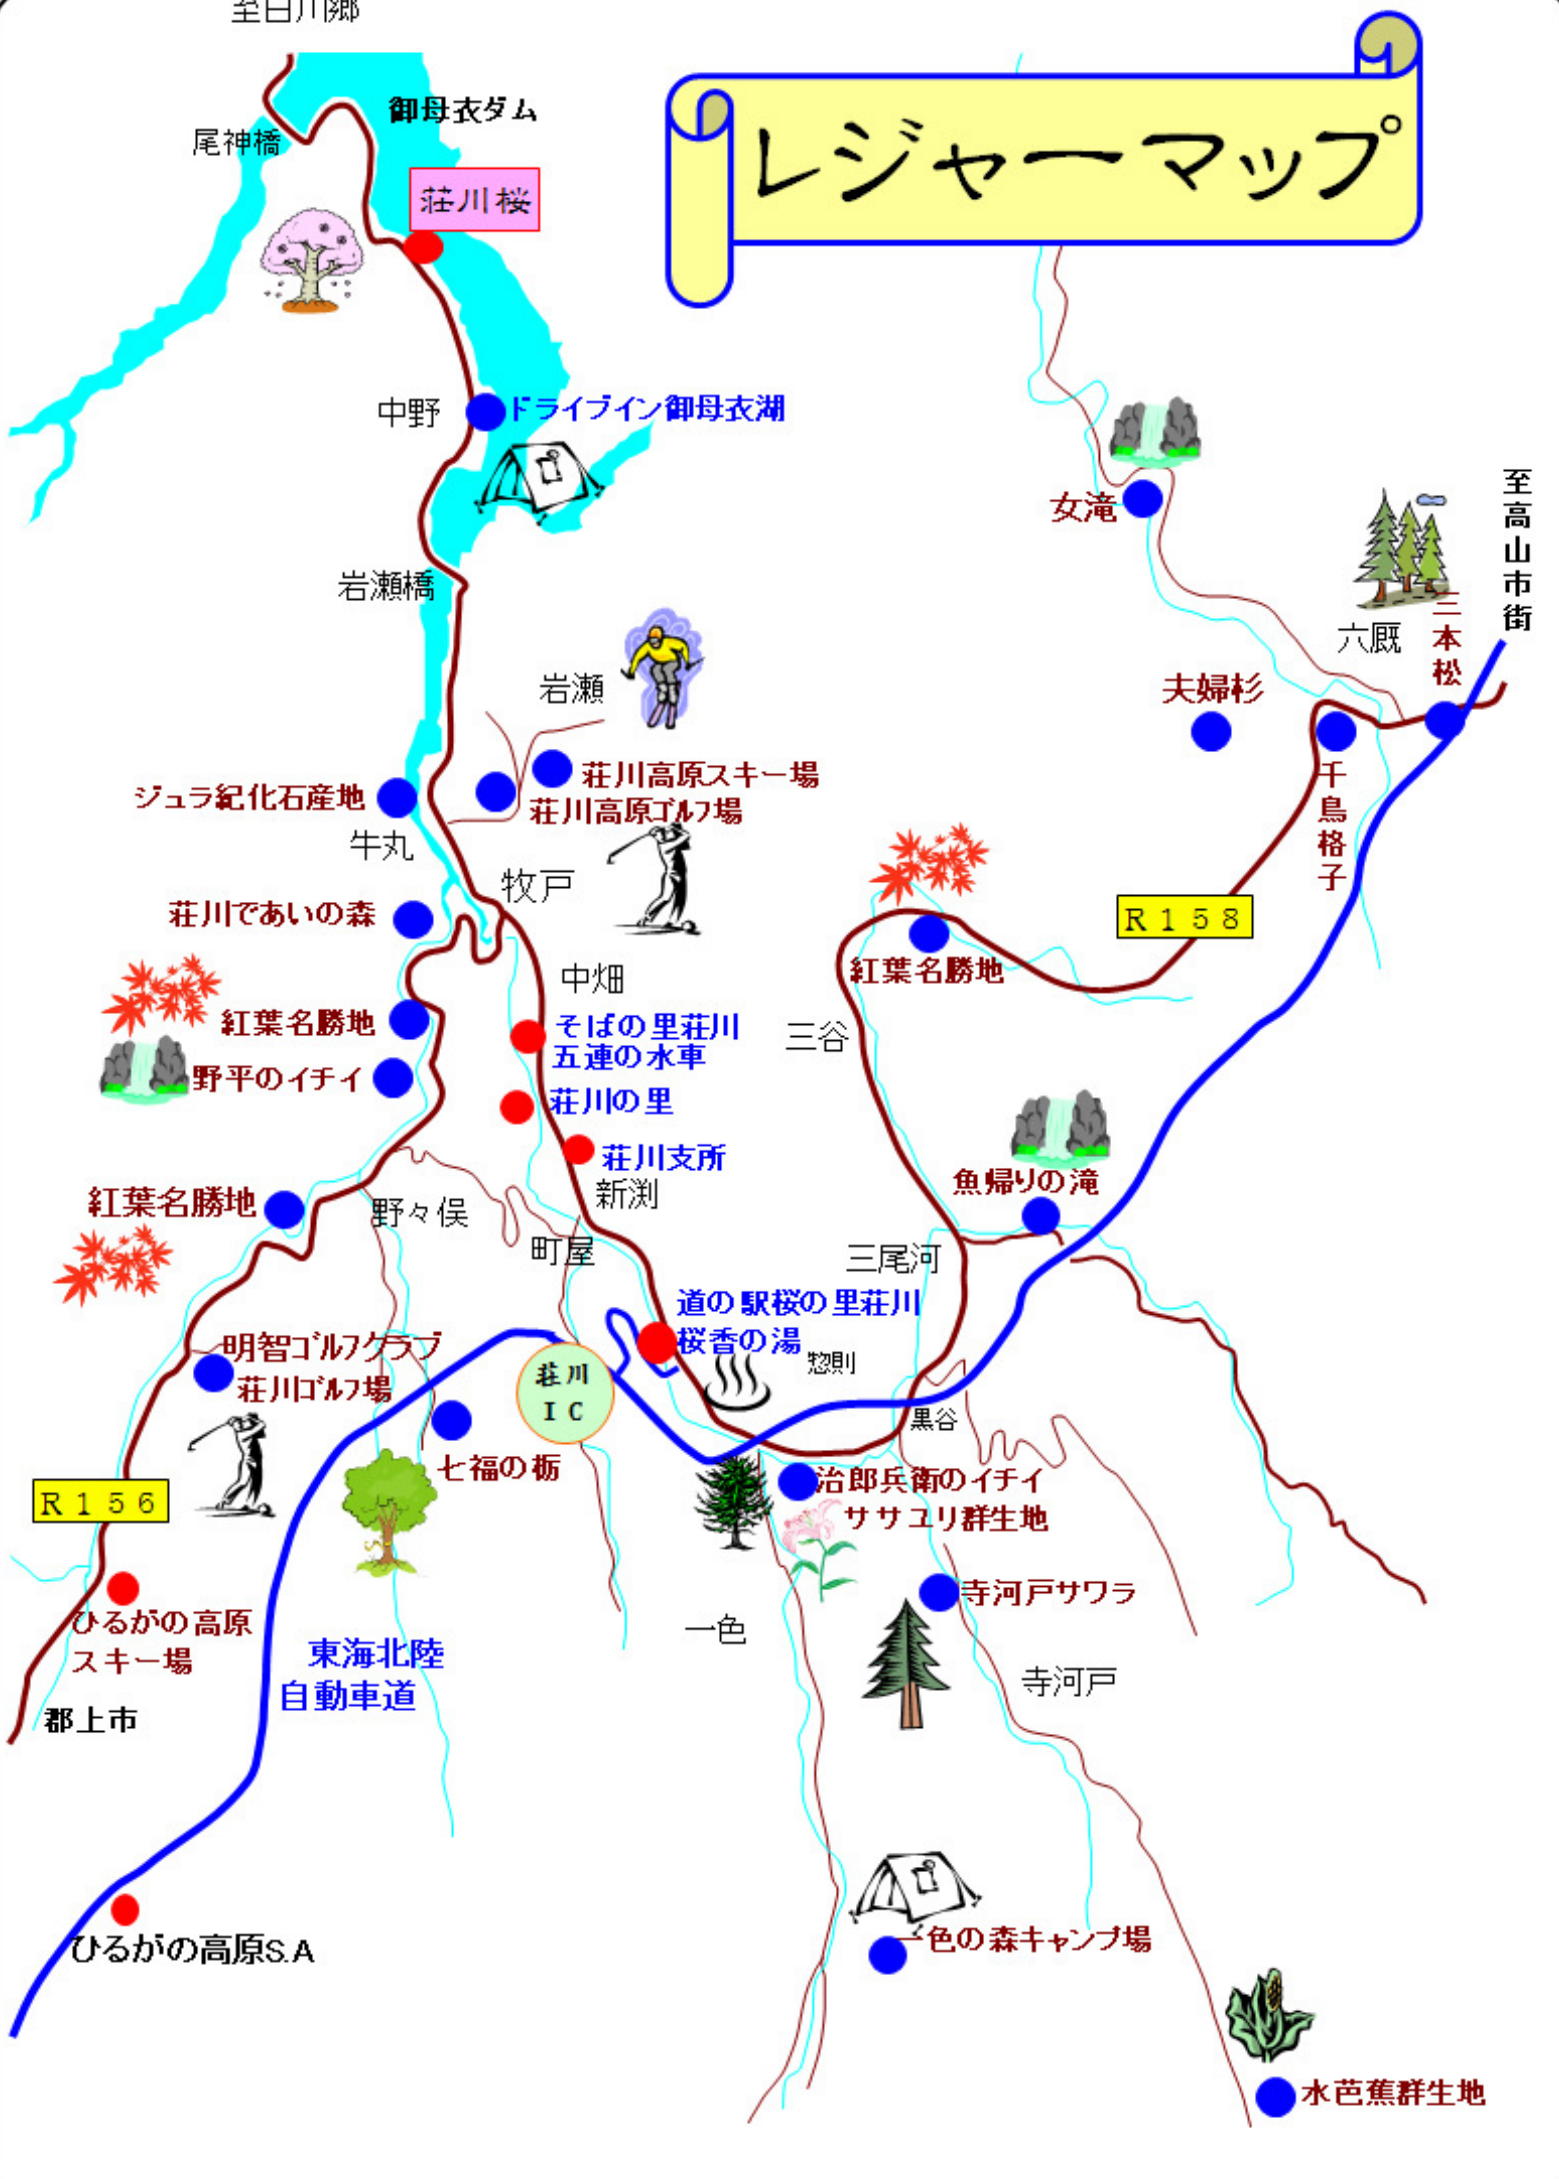 至白川郷
御母衣ダム
尾神橋
荘川桜
レジャーマップ
中野
ドライブイン御母衣湖
女滝
至高山市街
岩瀬橋
六厩
三本松
岩瀬
夫婦杉
荘川高原スキー場
ジュラ紀化石産地
荘川高原ゴルフ場
千鳥格子
牛丸
牧戸
荘川であいの森
R158
紅葉名勝地
中畑
紅葉名勝地
そばの里荘川
五連の水車
三谷
野平のイチイ
荘川の里
荘川支所
魚帰りの滝
紅葉名勝地
新渕
野々俣
町屋
三尾河
道の駅桜の里荘川
桜香の湯
惣則
明智ゴルフクラブ
荘川ゴルフ場
荘川
IC
黒谷
七福の栃
治郎兵衛のイチイ
R156
ササユリ群生地
寺河戸サワラ
ひるがの高原
スキー場
一色
東海北陸
自動車道
寺河戸
郡上市
一色の森キャンプ場
ひるがの高原S.A
水芭蕉群生地